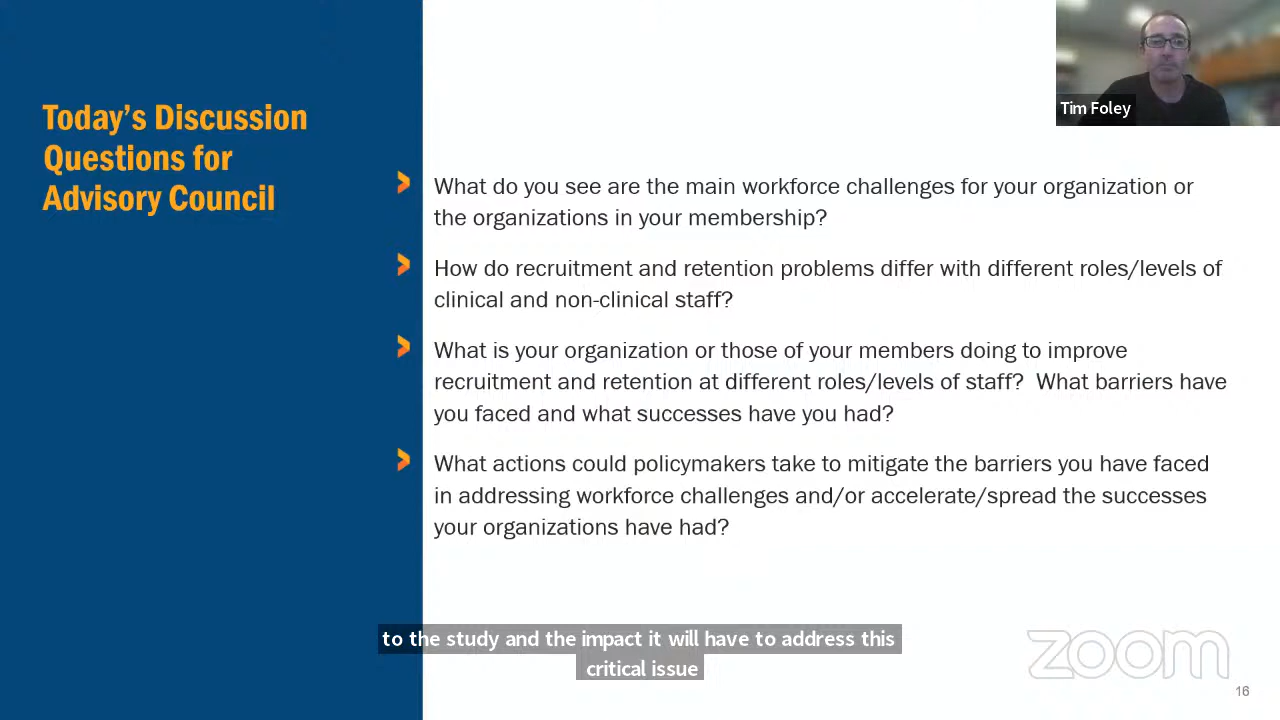 Today's Discussion
Questions for
Advisory Council
Tim Foley
What do you see are the main workforce challenges for your organization or
the organizations in your membership?
How do recruitment and retention problems differ with different roles/levels of
clinical and non-clinical staff?
What is your organization or those of your members doing to improve
recruitment and retention at different roles/levels of staff?  What barriers have
you faced and what successes have you had?
What actions could policymakers take to mitigate the barriers you have faced
in addressing workforce challenges and/or accelerate/spread the successes
your organizations have had?
to the study and the impact it will have to address this
critical issue
zoom
16